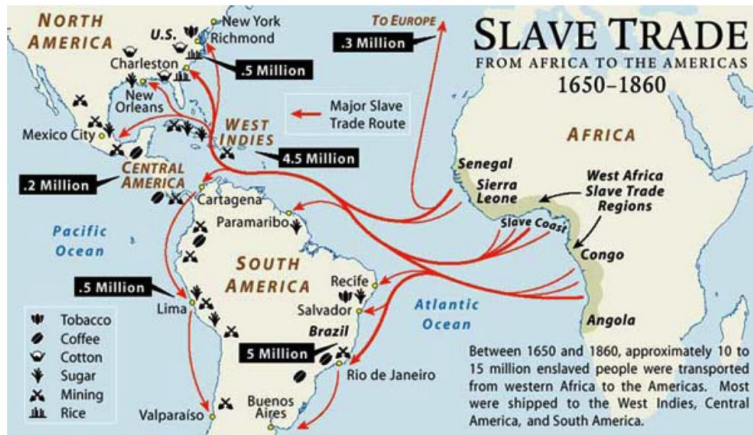 SLAVE TRADE
FROM AFRICA TO THE AMERICAS
1650–1860
NORTH
AMERICA
U.S.
New York
Richmond
Charleston
.5 Million
New
Orleans
Mexico City
WEST
INDIES
4.5 Million
CENTRAL
AMERICA
.2 Million
TO EUROPE
.3 Million
Major Slave
Trade Route
AFRICA
Senegal
Sierra
Leone
West Africa
Slave Trade
Regions
Slave Coast
Congo
Angola
Pacific
Ocean
Cartagena
Paramaribo
SOUTH
AMERICA
.5 Million
Lima
Recife
Salvador
Brazil
5 Million
Rio de Janeiro
Atlantic
Ocean
Valparaíso
Buenos
Aires
Tobacco
Coffee
Cotton
Sugar
Mining
Rice
Between 1650 and 1860, approximately 10 to
15 million enslaved people were transported
from western Africa to the Americas. Most
were shipped to the West Indies, Central
America, and South America.